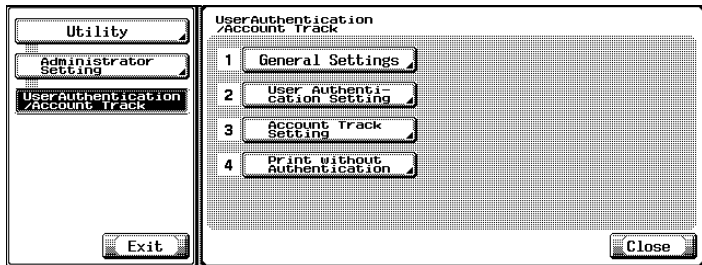 Utility
Administrator
Setting
UserAuthentication
/Account Track
Exit
UserAuthentication
/Account Track
1 General Settings
2 User Authenti-
cation Setting
3 Account Track
Setting
4 Print without
Authentication
Close